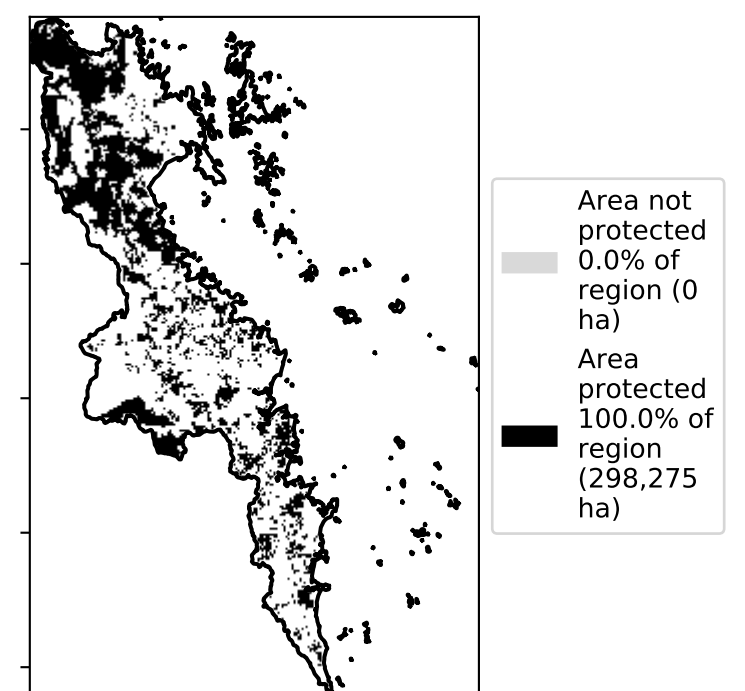 Area not
protected
0.0% of
region (0
ha)
Area
protected
100.0% of
region
(298,275
ha)